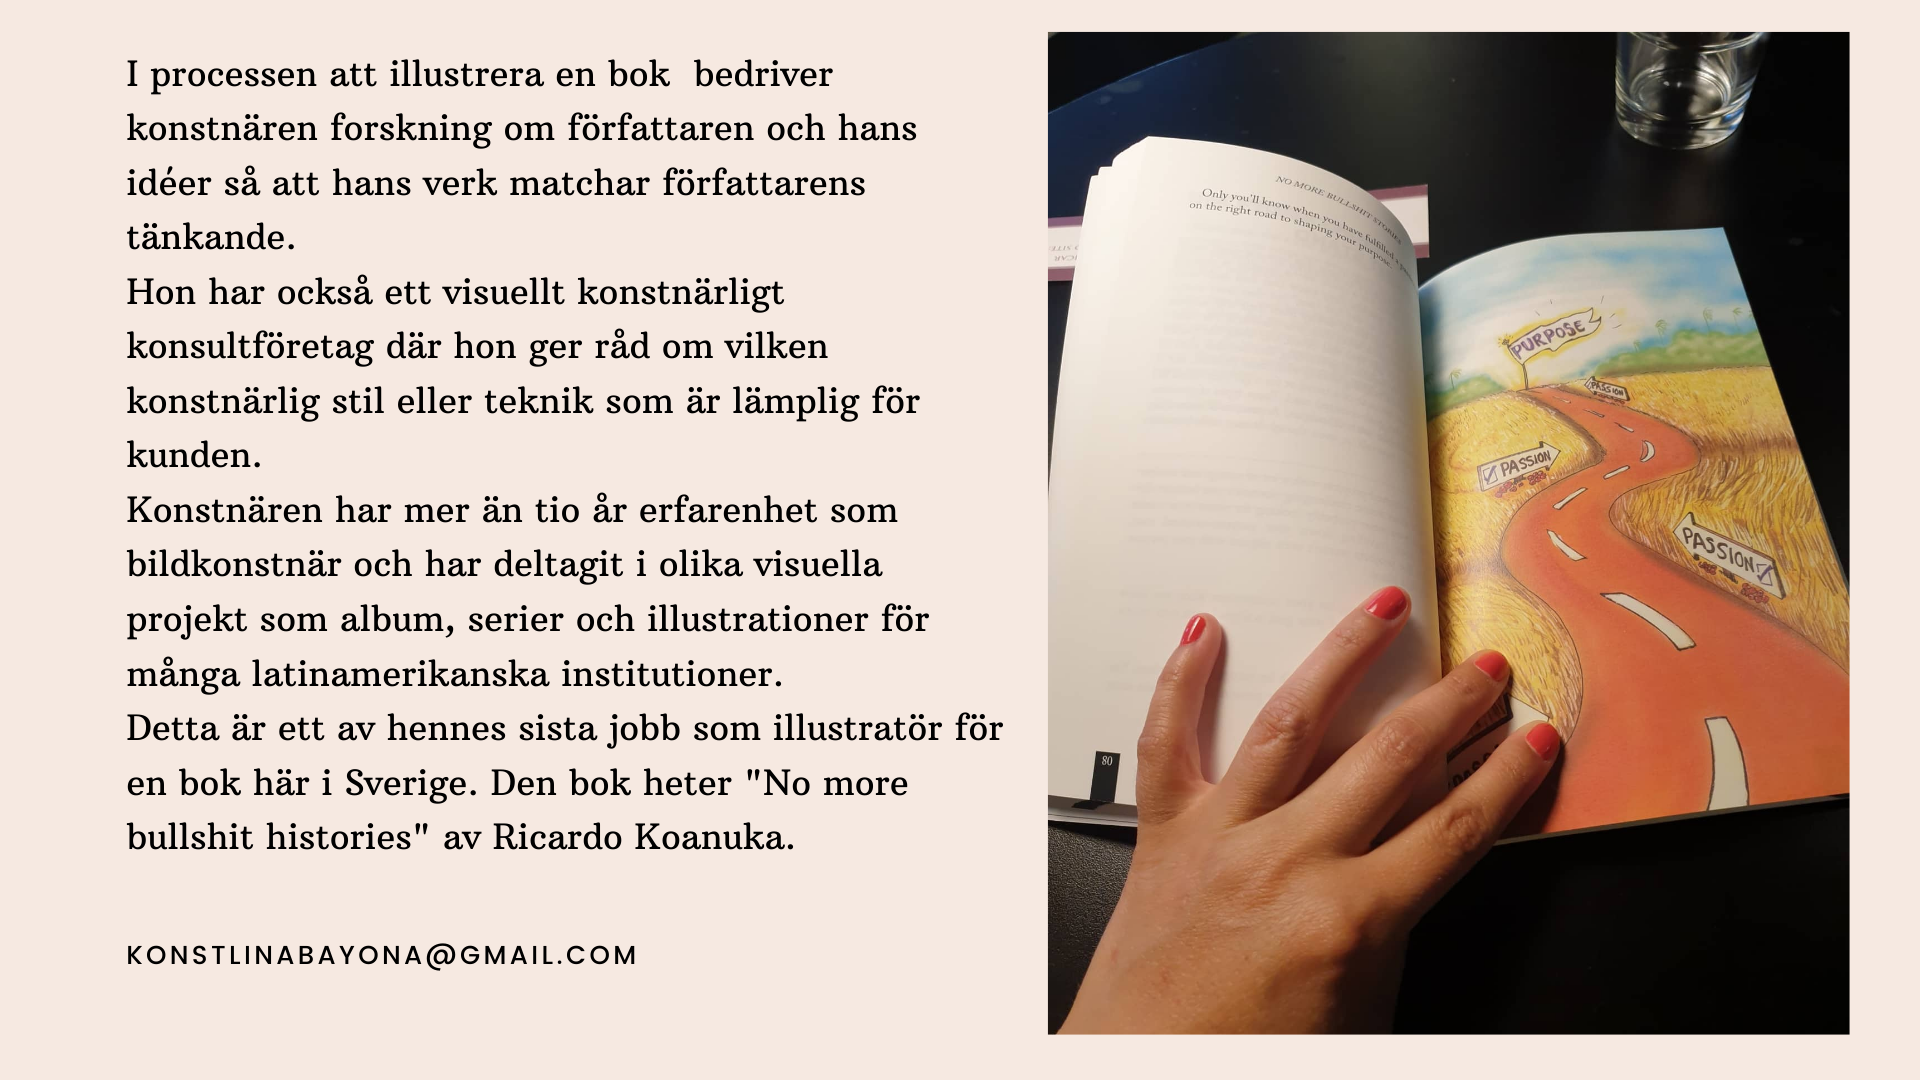 I processen att illustrera en bok  bedriver
konstnären forskning om författaren och hans
idéer så att hans verk matchar författarens
tänkande.
Hon har också ett visuellt konstnärligt
konsultföretag där hon ger råd om vilken
konstnärlig stil eller teknik som är lämplig för
kunden.
Konstnären har mer än tio år erfarenhet som
bildkonstnär och har deltagit i olika visuella
projekt som album, serier och illustrationer för
många latinamerikanska institutioner.
Detta är ett av hennes sista jobb som illustratör för
en bok här i Sverige. Den bok heter "No more
bullshit histories" av Ricardo Koanuka.
KONSTLINABAYONA@GMAIL.COM
NO MORE BULLSHIT STORIES
Only you'll know when you have fulfilled
on the right road to shaping your purpose.
80
PURPOSE
PASSION
PASSION
PASSION